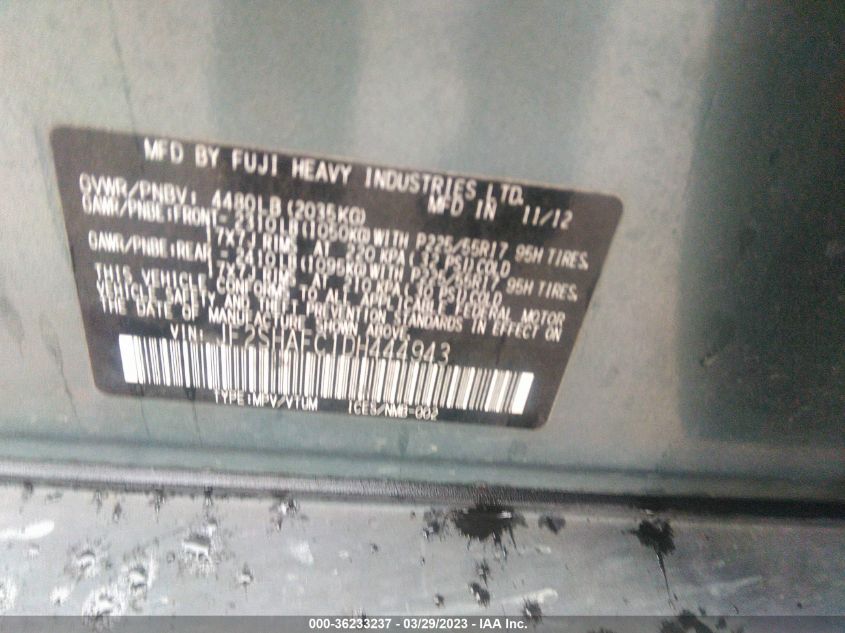 MFD BY FUJI HEAVY INDUSTRIES LTD.
GVWR/PNBV: 4480LB (2035KG) MFD IN 11/12
GAWR/PNBE:FRONT - 2310LB (1050KG) WITH P225/55R17 95H TIRES,
17X7J RIMS AT 220 KPA (32 PSI) COLD
GAWR/PNBE:REAR - 2410LB (1095KG) WITH P225/55R17 95H TIRES,
17X7J RIMS AT 210 KPA (30 PSI) COLD
THIS VEHICLE CONFORMS TO ALL APPLICABLE FEDERAL MOTOR
VEHICLE SAFETY AND THEFT PREVENTION STANDARDS IN EFFECT ON
THE DATE OF MANUFACTURE SHOWN ABOVE.
VIN: JF2SHAFC1DH444943
TYPE:MPV/VTUM ICES/NMB-002
000-36233237 - 03/29/2023 - IAA Inc.